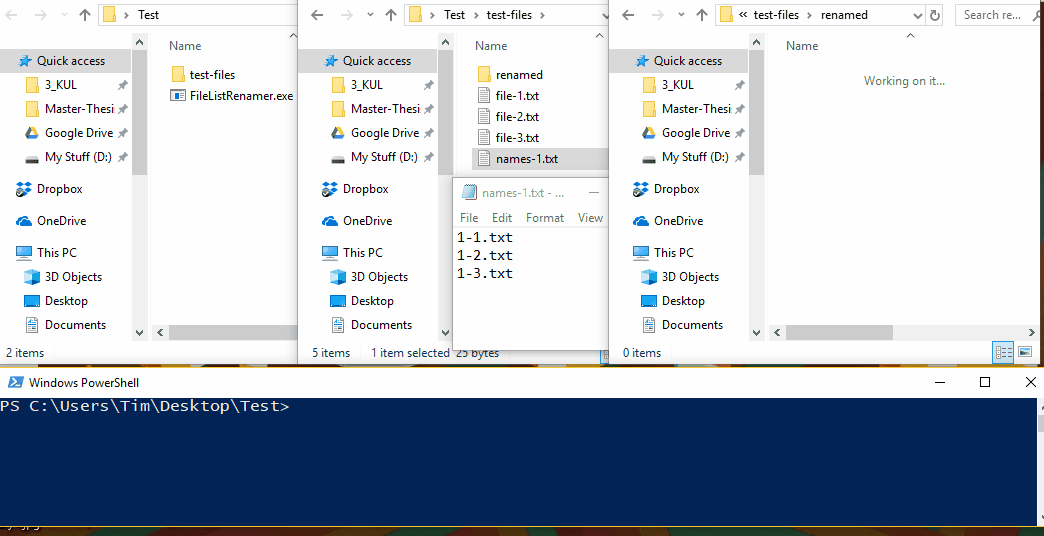 Test
Name
Quick access
3_KUL
Master-Thesi
Google Drive
My Stuff (D:)
Dropbox
OneDrive
This PC
3D Objects
Desktop
Documents
test-files
FileListRenamer.exe
2 items
Test > test-files >
Name
Quick access
3_KUL
Master-Thesi
Google Drive
My Stuff (D:)
Dropbox
OneDrive
This PC
3D Objects
Desktop
Documents
renamed
file-1.txt
file-2.txt
file-3.txt
names-1.txt
names-1.txt - ...
File Edit Format View
1-1.txt
1-2.txt
1-3.txt
5 items 1 item selected 25 bytes
« test-files > renamed
Search re...
Name
Quick access
3_KUL
Master-Thesi
Google Drive
My Stuff (D:)
Dropbox
OneDrive
This PC
3D Objects
Desktop
Documents
Working on it...
0 items
Windows PowerShell
PS C:\Users\Tim\Desktop\Test>